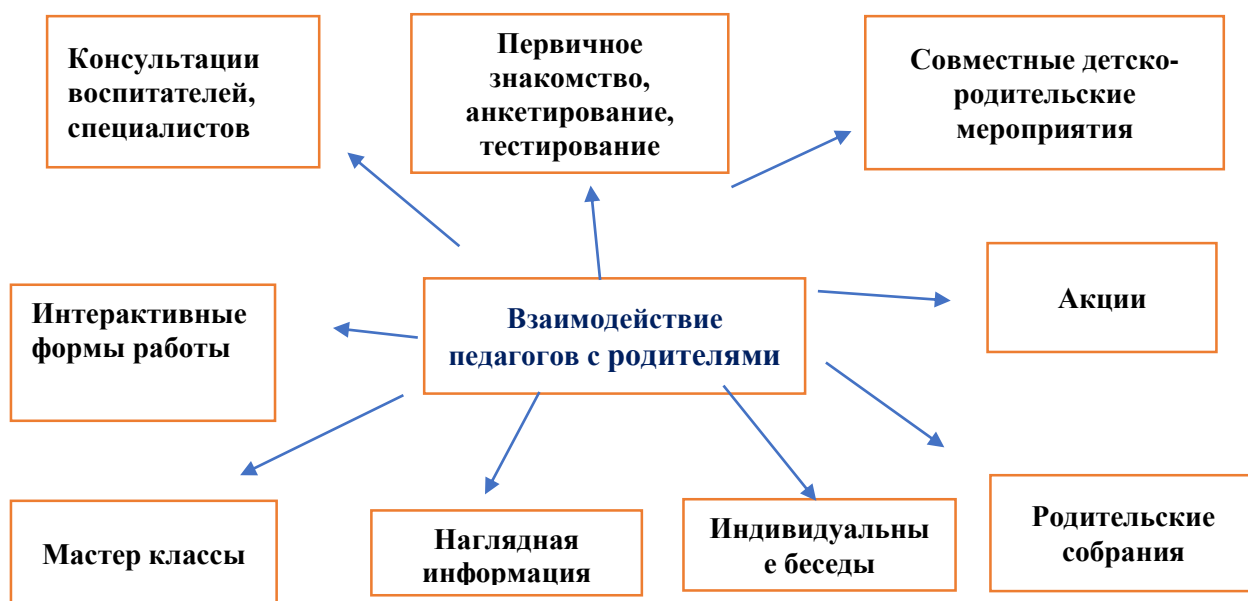 Консультации
воспитателей,
специалистов
Первичное
знакомство,
анкетирование,
тестирование
Совместные детско-
родительские
мероприятия
Интерактивные
формы работы
Взаимодействие
педагогов с родителями
Акции
Мастер классы
Наглядная
информация
Индивидуальны
е беседы
Родительские
собрания